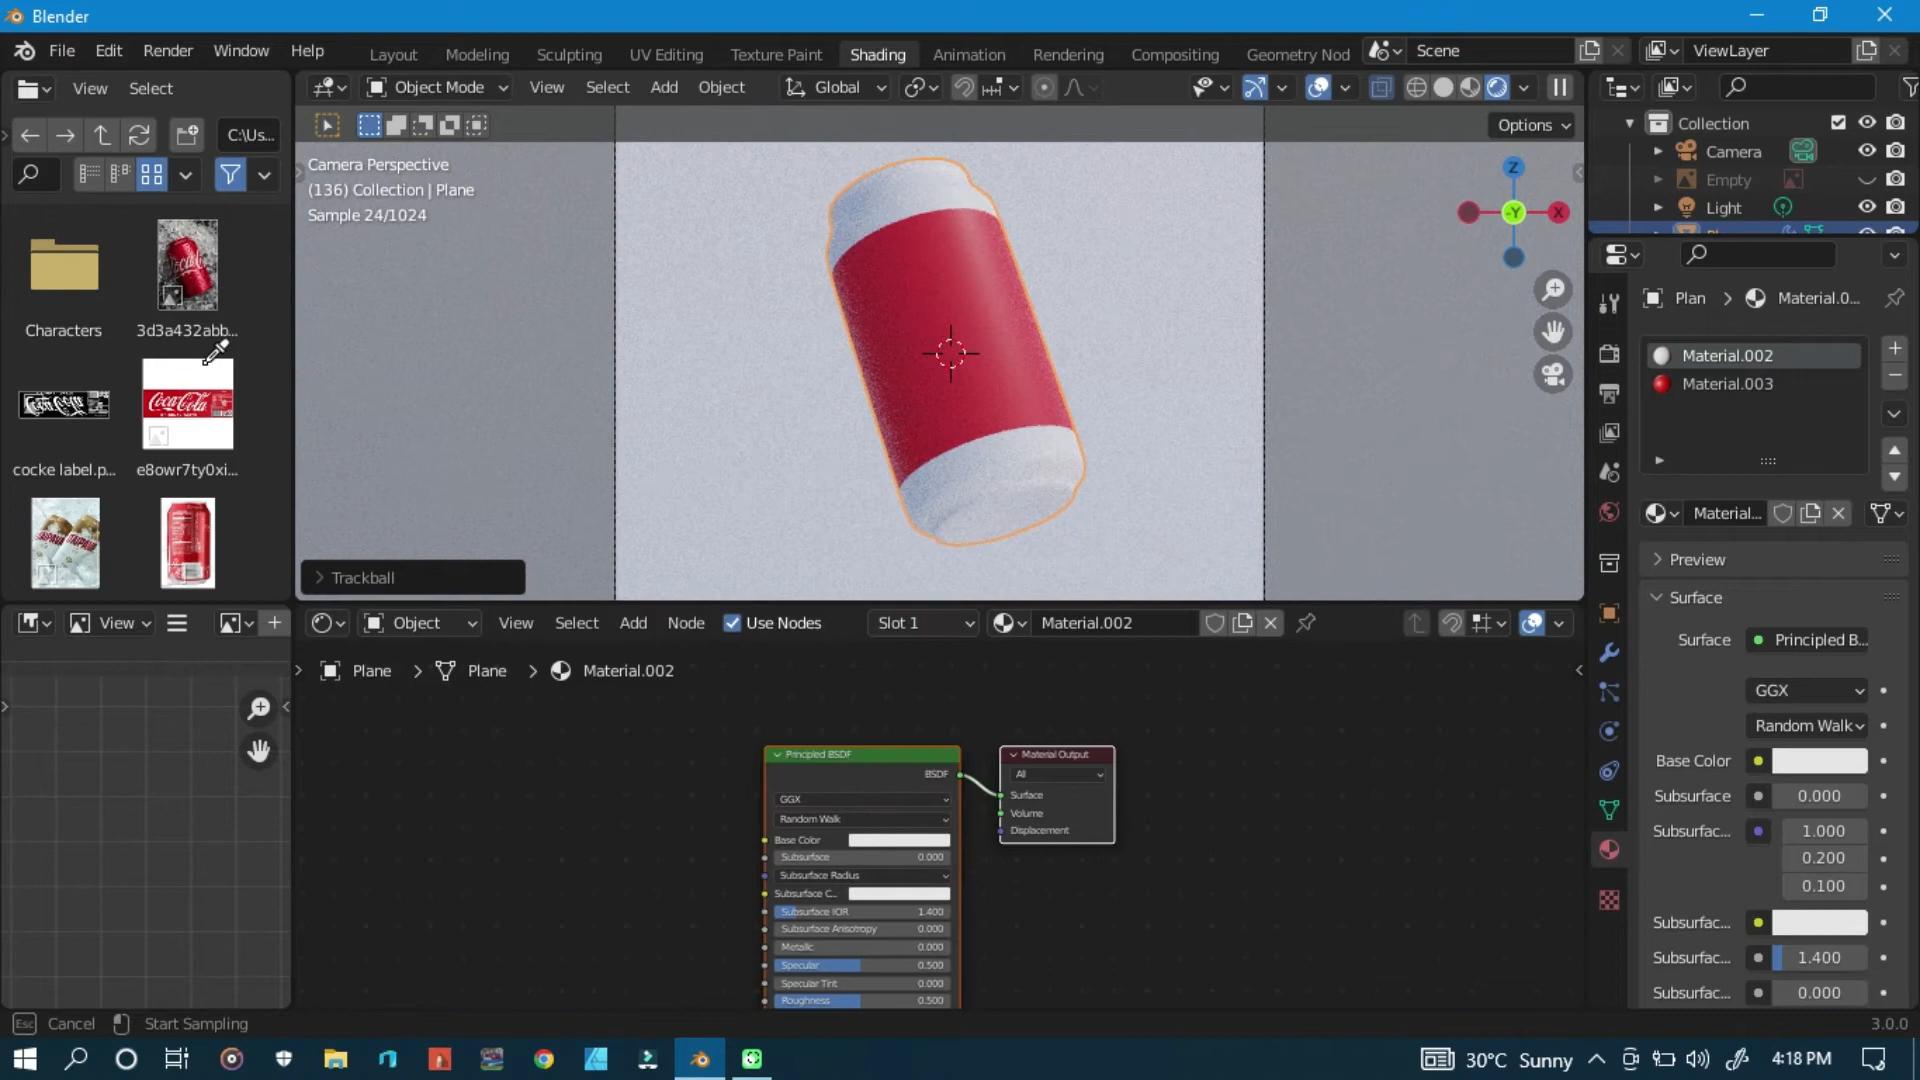 Blender
File Edit Render Window Help
Layout Modeling Sculpting UV Editing Texture Paint Shading Animation Rendering Compositing Geometry Nod
Scene
ViewLayer
View Select
Object Mode View Select Add Object Global
C:\Us...
Options
Camera Perspective
(136) Collection | Plane
Sample 24/1024
Z
-Y
X
Collection
Camera
Empty
Light
Characters
3d3a432abb...
Coca-Cola
cocke label.p...
e8owr7ty0xi...
Plan > Material.0...
Material.002
Material.003
Material...
Preview
Surface
Surface Principled B...
GGX
Random Walk
Base Color
Subsurface 0.000
Subsurfac... 1.000
0.200
0.100
Subsurfac...
Subsurfac... 1.400
Subsurfac... 0.000
> Trackball
View
Object View Select Add Node Use Nodes Slot 1 Material.002
Plane > Plane > Material.002
Principled BSDF
BSDF
GGX
Random Walk
Base Color
Subsurface 0.000
Subsurface Radius
Subsurface C...
Subsurface IOR 1.400
Subsurface Anisotropy 0.000
Metallic 0.000
Specular 0.500
Specular Tint 0.000
Roughness 0.500
Material Output
All
Surface
Volume
Displacement
Esc Cancel Start Sampling
3.0.0
30°C Sunny
4:18 PM